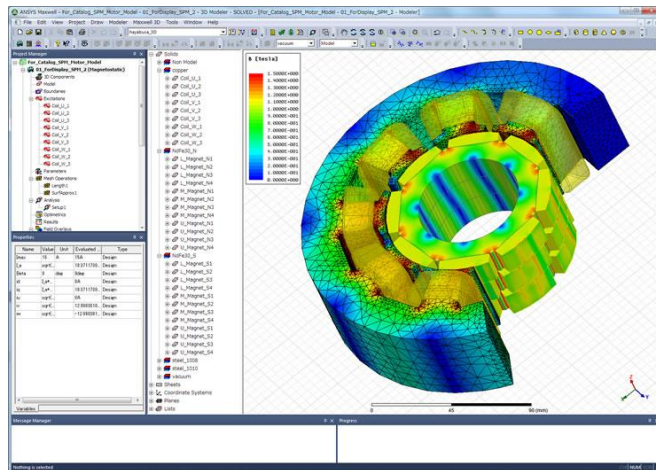 ANSYS Maxwell - For_Catalog_SPM_Motor_Model - 01_ForDisplay_SPM_2 - 3D Modeler - SOLVED - [For_Catalog_SPM_Motor_Model - 01_ForDisplay_SPM_2 - Modeler]
File Edit View Project Draw Modeler Maxwell 3D Tools Window Help
vacuum Model
Project Manager
For_Catalog_SPM_Motor_Model
01_ForDisplay_SPM_2 (Magnetostatic)
3D Components
Model
Boundaries
Excitations
Coil_U_1
Coil_U_2
Coil_U_3
Coil_V_1
Coil_V_2
Coil_V_3
Coil_W_1
Coil_W_2
Coil_W_3
Parameters
Mesh Operations
Length1
SurfApprox1
Analysis
Setup1
Optimetrics
Results
Field Overlays
Properties
Name Value Unit Evaluated ... Type
Imax 15 A 15A Design
Beta 0 deg 0deg Design
Variables
Solids
Non Model
copper
Coil_U_1
Coil_U_2
Coil_U_3
Coil_V_1
Coil_V_2
Coil_V_3
Coil_W_1
Coil_W_2
Coil_W_3
NdFe30_N
L_Magnet_N1
L_Magnet_N2
L_Magnet_N3
L_Magnet_N4
M_Magnet_N1
M_Magnet_N2
M_Magnet_N3
M_Magnet_N4
U_Magnet_N1
U_Magnet_N2
U_Magnet_N3
U_Magnet_N4
NdFe30_S
L_Magnet_S1
L_Magnet_S2
L_Magnet_S3
L_Magnet_S4
M_Magnet_S1
M_Magnet_S2
M_Magnet_S3
M_Magnet_S4
U_Magnet_S1
U_Magnet_S2
U_Magnet_S3
U_Magnet_S4
steel_1008
steel_1010
vacuum
Sheets
Coordinate Systems
Planes
Lists
B [tesla]
0 45 90 (mm)
Z
X
Y
Message Manager
Progress
Nothing is selected
NUM